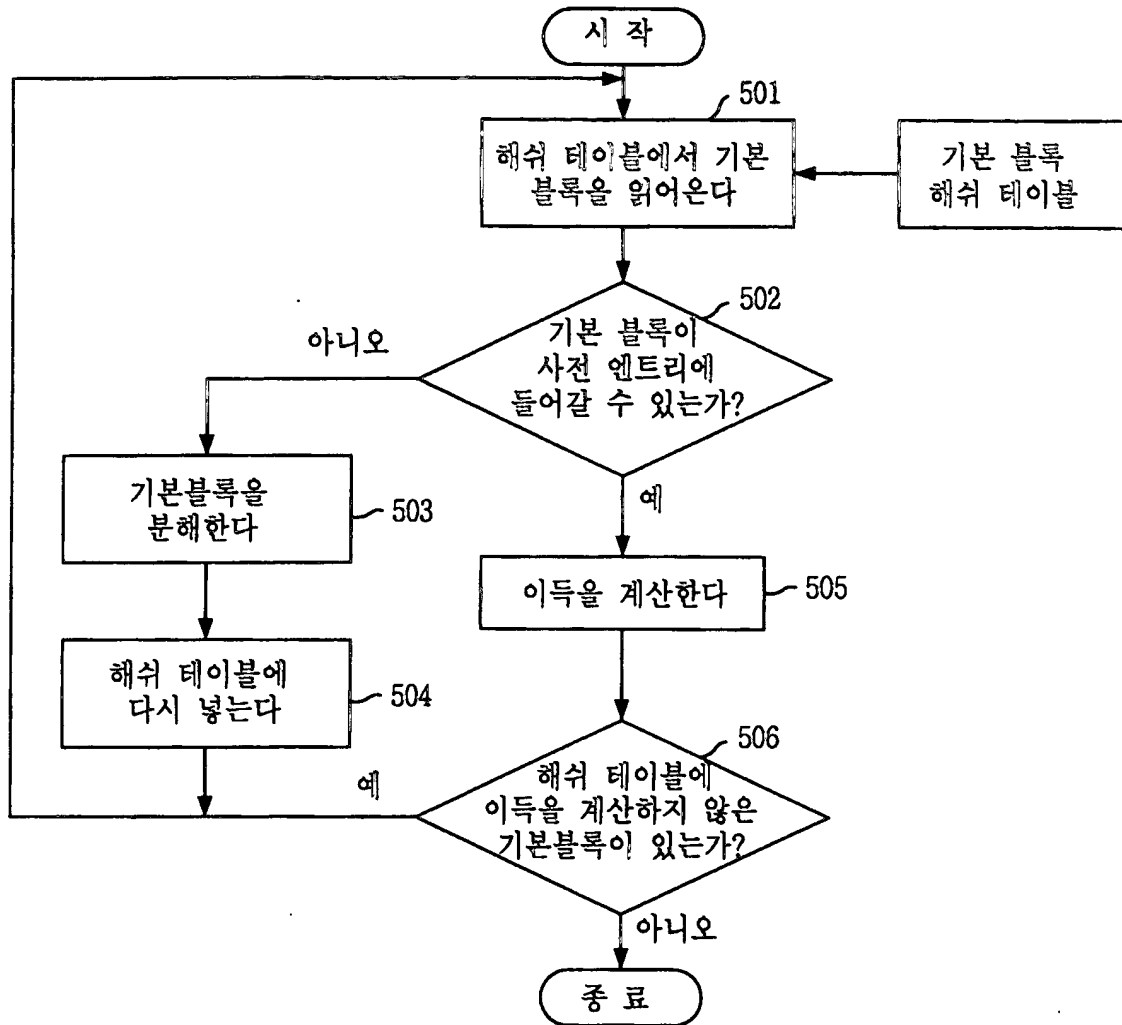 시 작
501
해쉬 테이블에서 기본
블록을 읽어온다
기본 블록
해쉬 테이블
502
기본 블록이
사전 엔트리에
들어갈 수 있는가?
아니오
예
기본블록을
분해한다
503
이득을 계산한다
505
해쉬 테이블에
다시 넣는다
504
506
해쉬 테이블에
이득을 계산하지 않은
기본블록이 있는가?
예
아니오
종 료